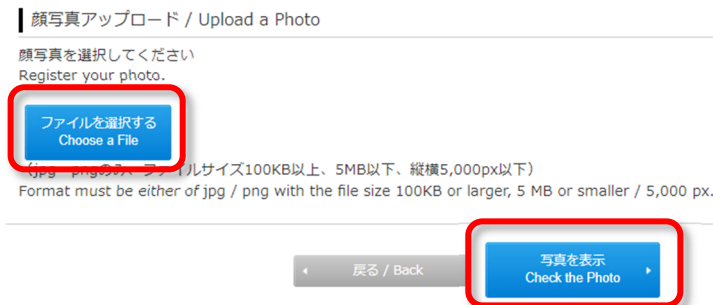 顔写真アップロード / Upload a Photo
顔写真を選択してください
Register your photo.
ファイルを選択する
Choose a File
(jpg pngのみ、ファイルサイズ100KB以上、5MB以下、縦横5,000px以下)
Format must be either of jpg / png with the file size 100KB or larger, 5 MB or smaller / 5,000 px.
戻る / Back
写真を表示
Check the Photo